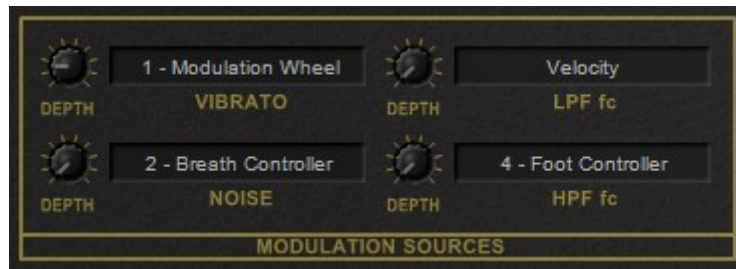 1 - Modulation Wheel
DEPTH
VIBRATO
Velocity
DEPTH
LPF fc
2 - Breath Controller
DEPTH
NOISE
4 - Foot Controller
DEPTH
HPF fc
MODULATION SOURCES